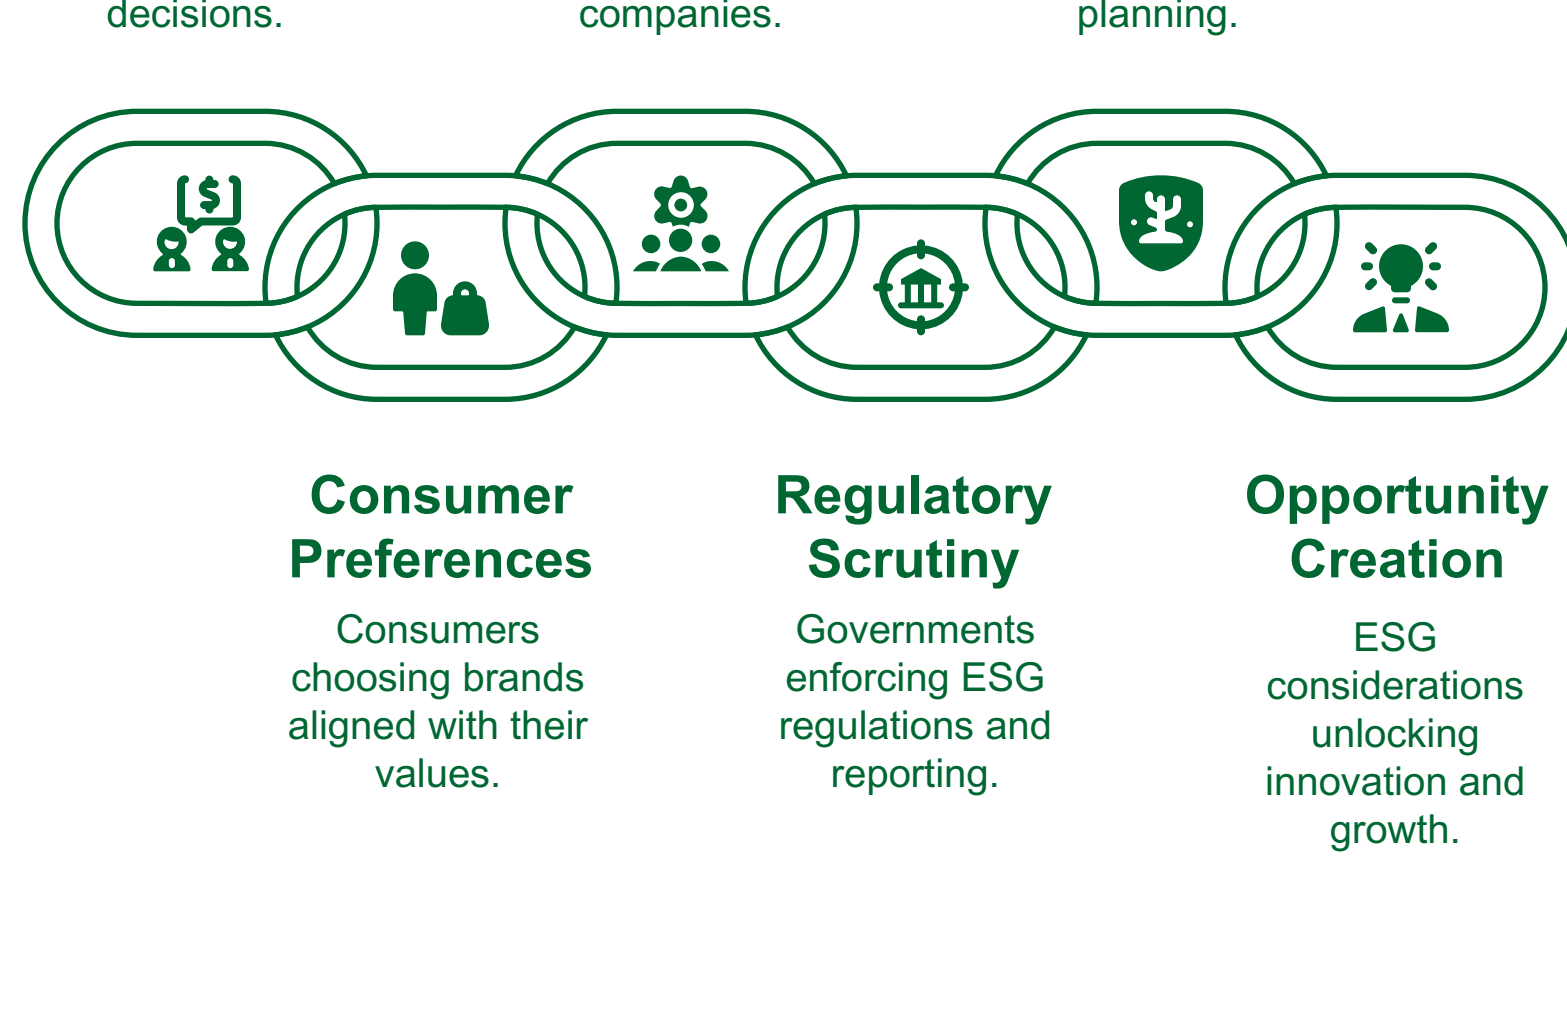 decisions.
companies.
planning.
$
Consumer
Preferences
Consumers
choosing brands
aligned with their
values.
Regulatory
Scrutiny
Governments
enforcing ESG
regulations and
reporting.
Opportunity
Creation
ESG
considerations
unlocking
innovation and
growth.